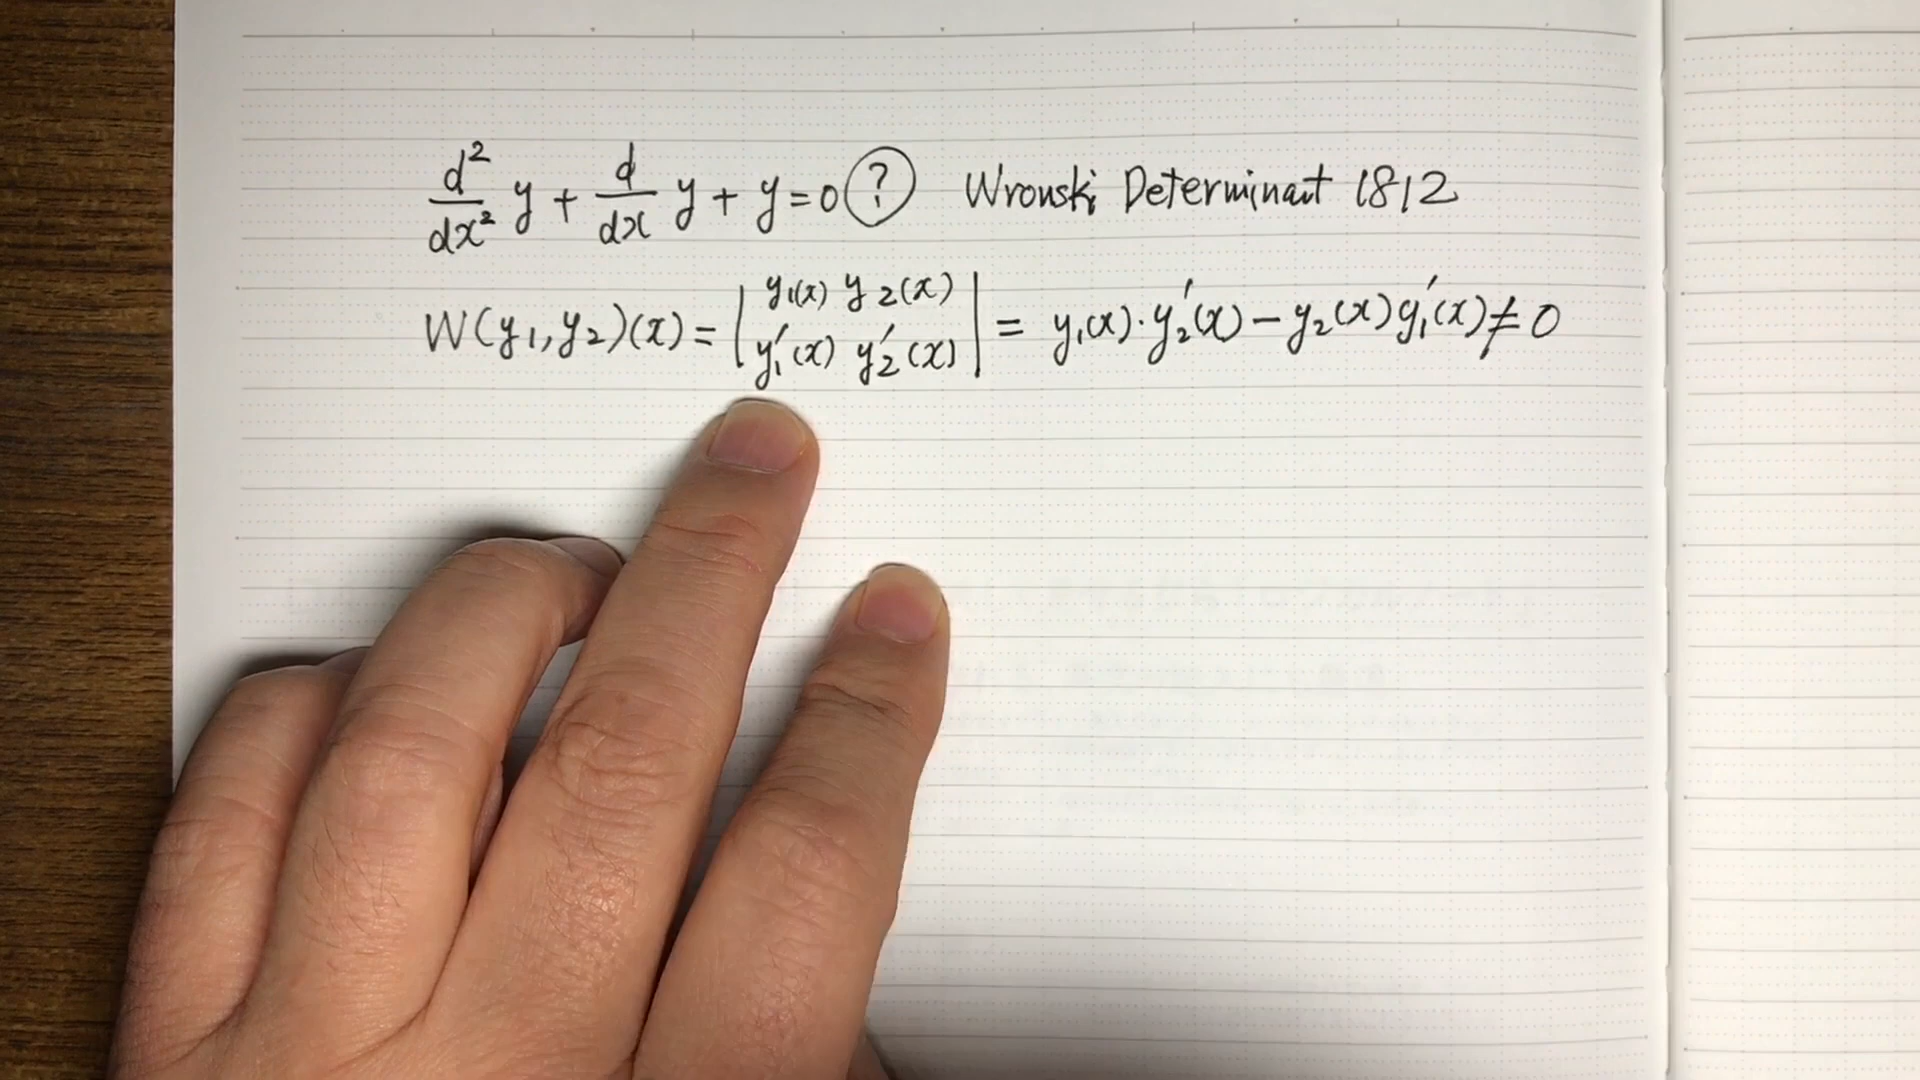 d²/dx² y + d/dx y + y = 0 ? Wronski Determinant 1812
W(y₁, y₂)(x) = | y₁(x) y₂(x) ; y₁′(x) y₂′(x) | = y₁(x)·y₂′(x) − y₂(x)y₁′(x) ≠ 0